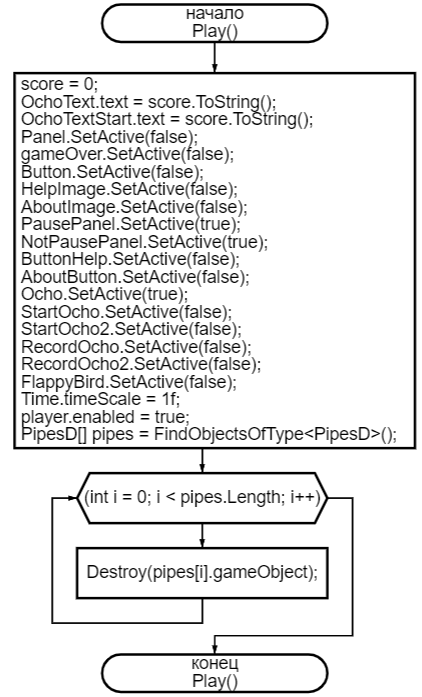 начало
Play()
score = 0;
OchoText.text = score.ToString();
OchoTextStart.text = score.ToString();
Panel.SetActive(false);
gameOver.SetActive(false);
Button.SetActive(false);
HelpImage.SetActive(false);
AboutImage.SetActive(false);
PausePanel.SetActive(true);
NotPausePanel.SetActive(true);
ButtonHelp.SetActive(false);
AboutButton.SetActive(false);
Ocho.SetActive(true);
StartOcho.SetActive(false);
StartOcho2.SetActive(false);
RecordOcho.SetActive(false);
RecordOcho2.SetActive(false);
FlappyBird.SetActive(false);
Time.timeScale = 1f;
player.enabled = true;
PipesD[] pipes = FindObjectsOfType<PipesD>();
(int i = 0; i < pipes.Length; i++)
Destroy(pipes[i].gameObject);
конец
Play()